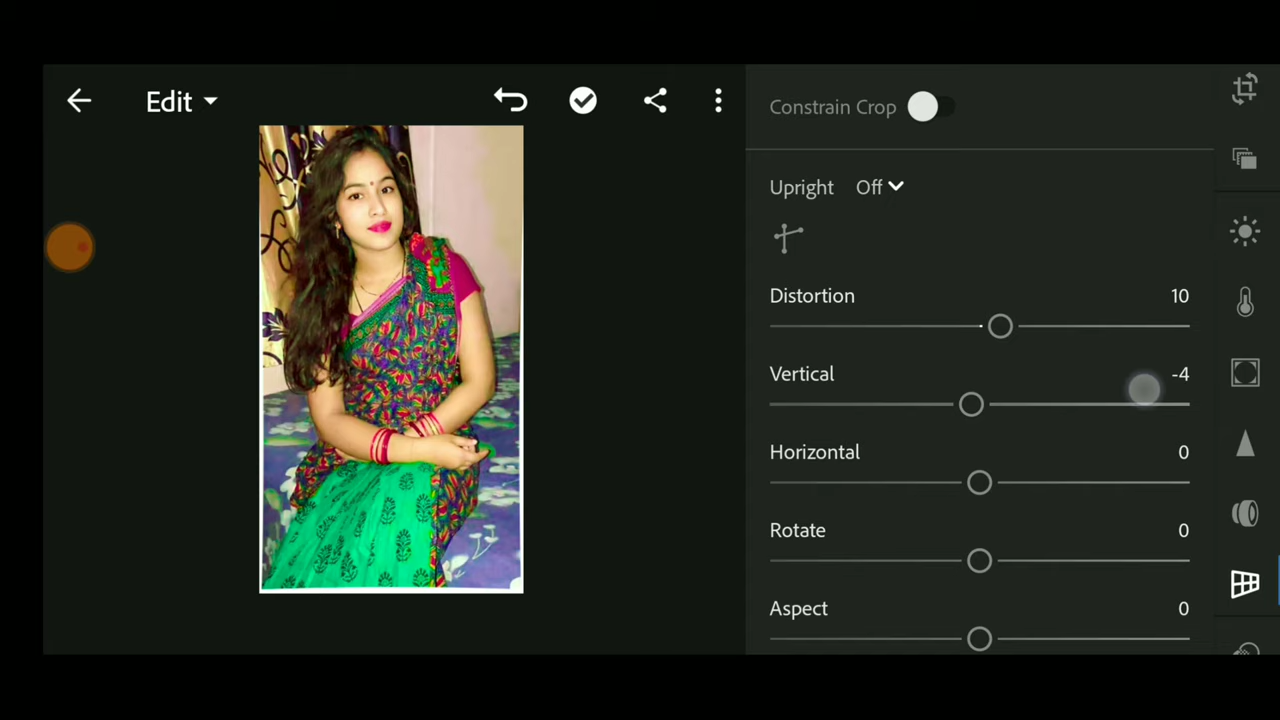 Edit
Constrain Crop
Upright Off
Distortion 10
Vertical -4
Horizontal 0
Rotate 0
Aspect 0